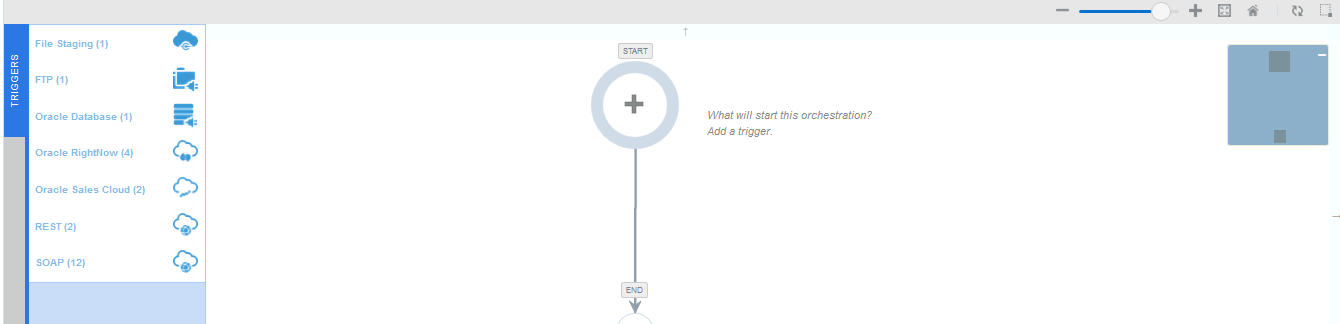 TRIGGERS
File Staging (1)
FTP (1)
Oracle Database (1)
Oracle RightNow (4)
Oracle Sales Cloud (2)
REST (2)
SOAP (12)
START
What will start this orchestration?
Add a trigger.
END